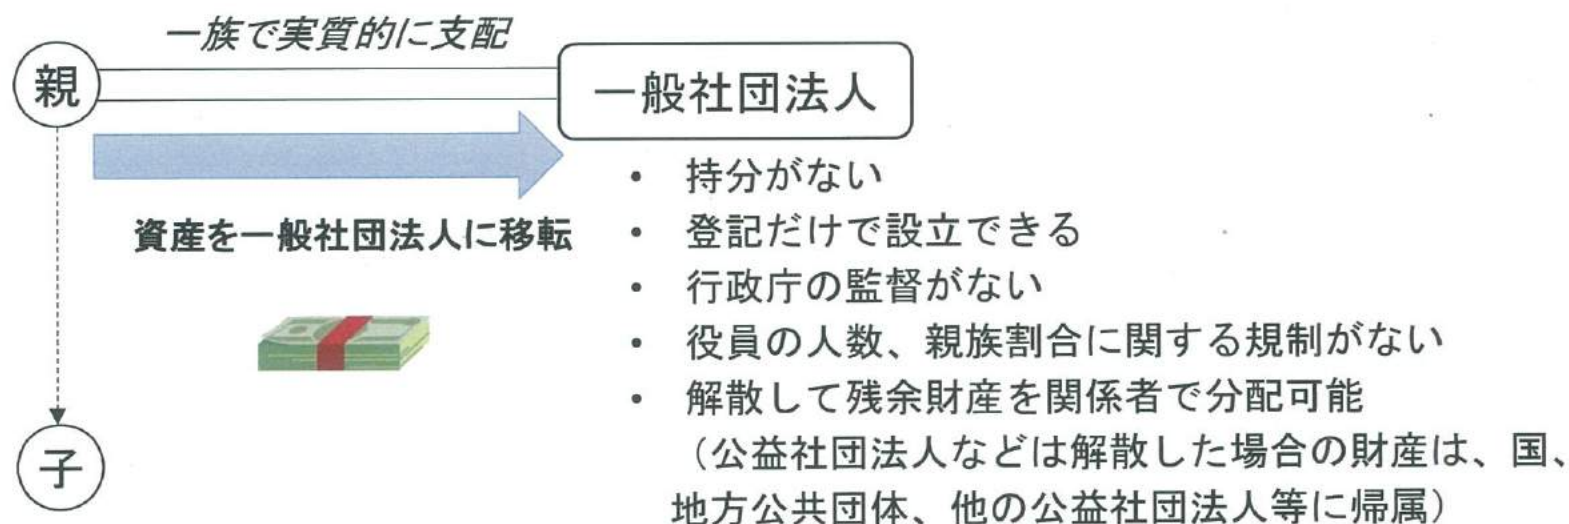 一族で実質的に支配
親
一般社団法人
資産を一般社団法人に移転
・ 持分がない
・ 登記だけで設立できる
・ 行政庁の監督がない
・ 役員の人数、親族割合に関する規制がない
・ 解散して残余財産を関係者で分配可能
（公益社団法人などは解散した場合の財産は、国、
地方公共団体、他の公益社団法人等に帰属）
子